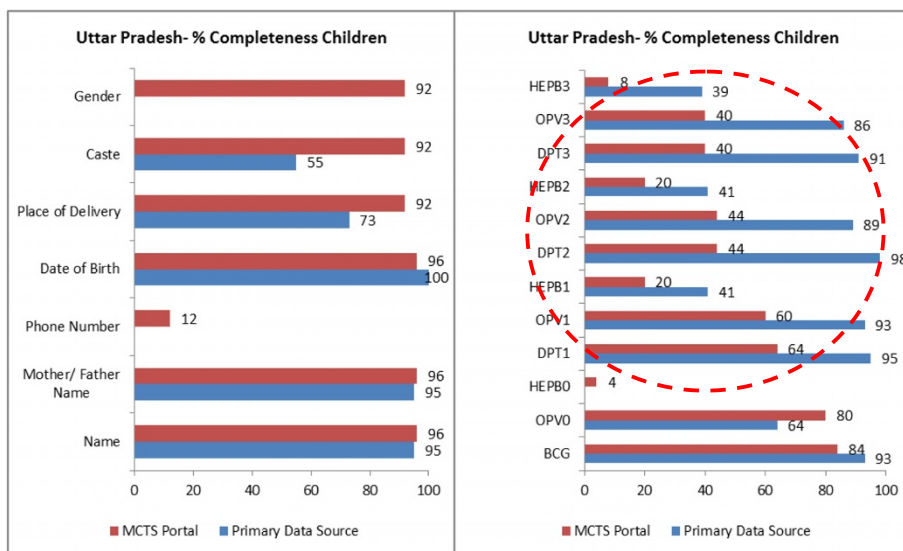 Uttar Pradesh- % Completeness Children
Gender
92
Caste
92
55
Place of Delivery
92
73
Date of Birth
96
100
Phone Number
12
Mother/ Father
Name
96
95
Name
96
95
0 20 40 60 80 100
MCTS Portal Primary Data Source
Uttar Pradesh- % Completeness Children
HEPB3
8
39
OPV3
40
86
DPT3
40
91
HEPB2
20
41
OPV2
44
89
DPT2
44
98
HEPB1
20
41
OPV1
60
93
DPT1
64
95
HEPB0
4
OPV0
80
64
BCG
84
93
0 20 40 60 80 100
MCTS Portal Primary Data Source